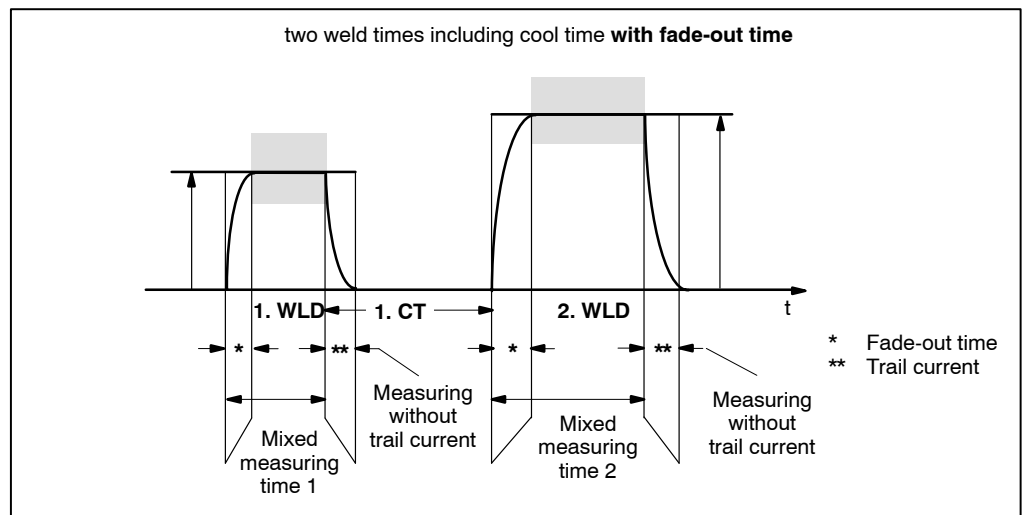 two weld times including cool time with fade-out time
1. WLD
1. CT
2. WLD
t
*
**
*
**
* Fade-out time
** Trail current
Measuring
without
trail current
Measuring
without
trail current
Mixed
measuring
time 1
Mixed
measuring
time 2